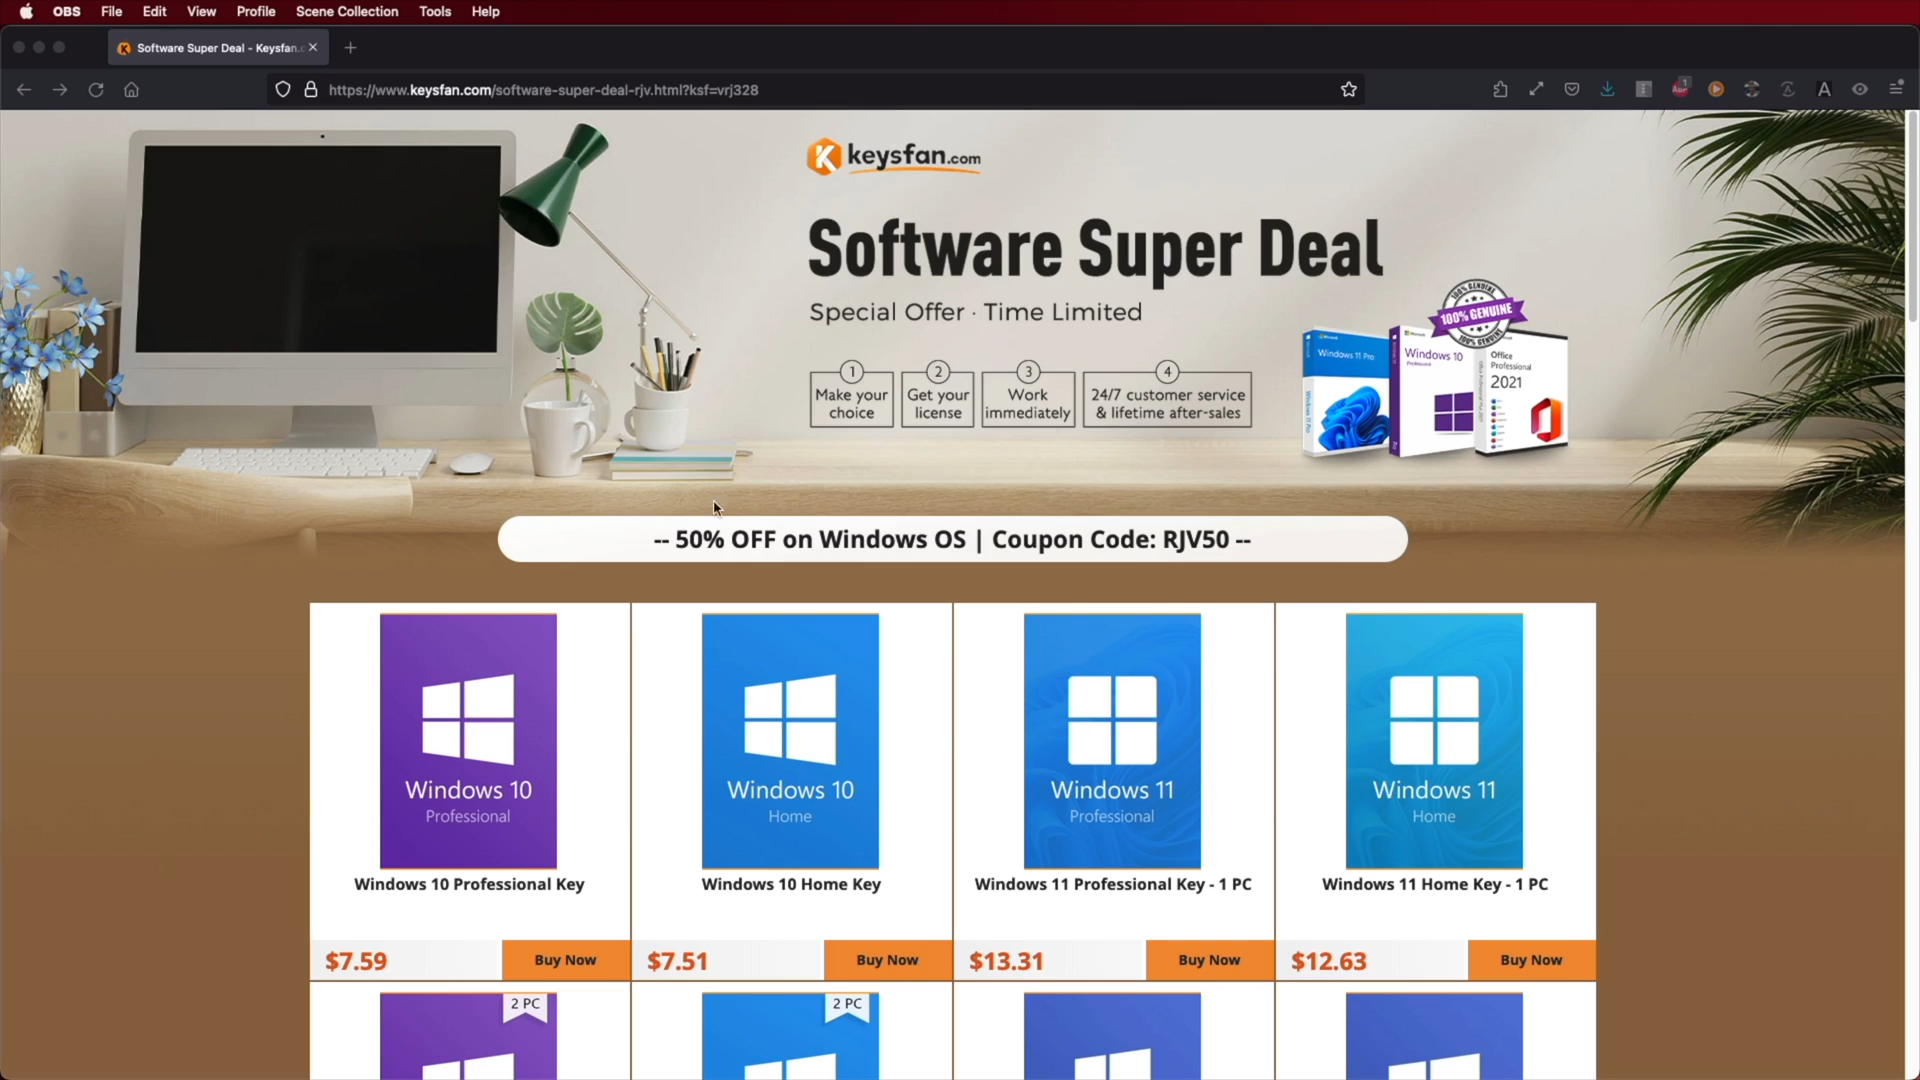 OBS File Edit View Profile Scene Collection Tools Help
Software Super Deal - Keysfan.c
https://www.keysfan.com/software-super-deal-rjv.html?ksf=vrj328
keysfan.com
Software Super Deal
Special Offer · Time Limited
1 2 3 4
Make your choice
Get your license
Work immediately
24/7 customer service & lifetime after-sales
100% GENUINE
100% GENUINE
100% GENUINE
Windows 11 Pro
Windows 10
Professional
Office
Professional
2021
-- 50% OFF on Windows OS | Coupon Code: RJV50 --
Windows 10
Professional
Windows 10 Professional Key
$7.59 Buy Now
Windows 10
Home
Windows 10 Home Key
$7.51 Buy Now
Windows 11
Professional
Windows 11 Professional Key - 1 PC
$13.31 Buy Now
Windows 11
Home
Windows 11 Home Key - 1 PC
$12.63 Buy Now
2 PC
2 PC